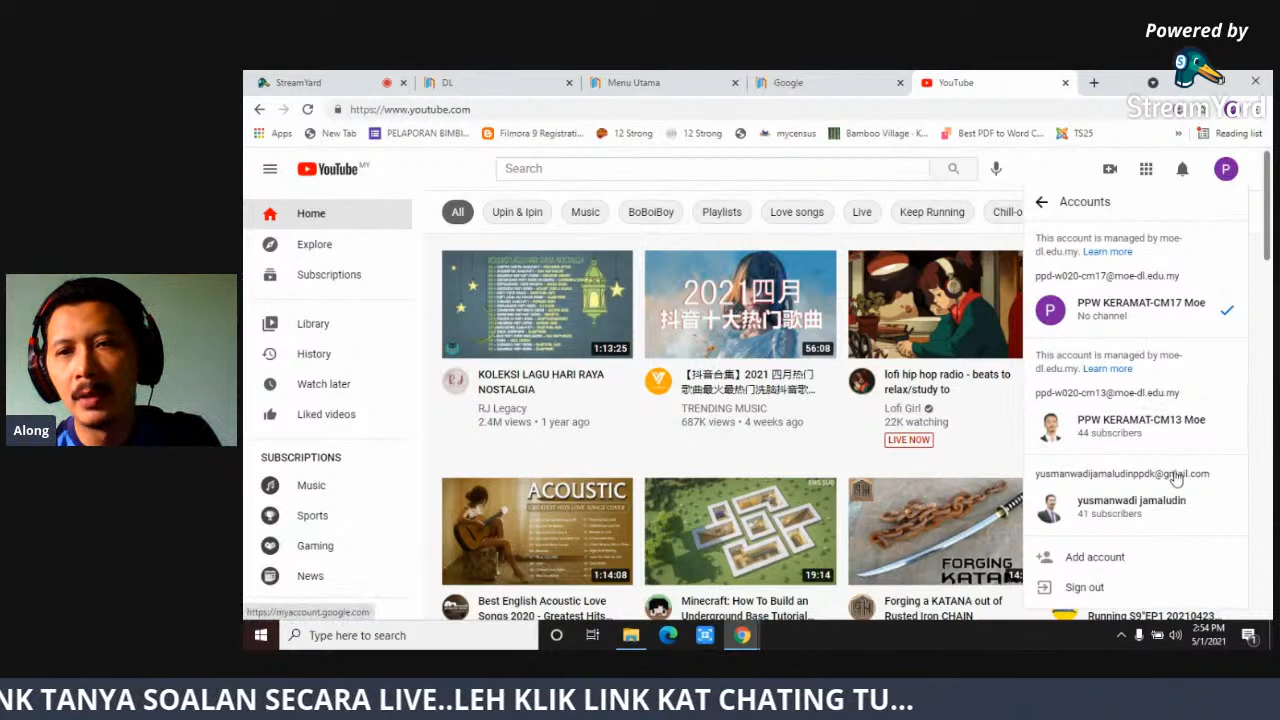 Powered by
StreamYard
StreamYard
DL
Menu Utama
Google
YouTube
https://www.youtube.com
Apps
New Tab
PELAPORAN BIMBI...
Filmora 9 Registrati...
12 Strong
12 Strong
mycensus
Bamboo Village - K...
Best PDF to Word C...
TS25
»
Reading list
YouTube MY
Search
P
Home
Explore
Subscriptions
Library
History
Watch later
Liked videos
SUBSCRIPTIONS
Music
Sports
Gaming
News
https://myaccount.google.com
All
Upin & Ipin
Music
BoBoiBoy
Playlists
Love songs
Live
Keep Running
Chill-o
1:13:25
KOLEKSI LAGU HARI RAYA
NOSTALGIA
RJ Legacy
2.4M views • 1 year ago
2021四月
抖音十大热门歌曲
56:08
【抖音合集】2021 四月热门
歌曲最火最热门洗脑抖音歌...
TRENDING MUSIC
687K views • 4 weeks ago
lofi hip hop radio - beats to
relax/study to
Lofi Girl
22K watching
LIVE NOW
ACOUSTIC
1:14:08
Best English Acoustic Love
Songs 2020 - Greatest Hits
ENG SUB
19:14
Minecraft: How To Build an
Underground Base Tutorial...
FORGING
KATA
14:
Forging a KATANA out of
Rusted Iron CHAIN
Accounts
This account is managed by moe-
dl.edu.my. Learn more
ppd-w020-cm17@moe-dl.edu.my
P
PPW KERAMAT-CM17 Moe
No channel
This account is managed by moe-
dl.edu.my. Learn more
ppd-w020-cm13@moe-dl.edu.my
PPW KERAMAT-CM13 Moe
44 subscribers
yusmanwadijamaludinppdk@gmail.com
yusmanwadi jamaludin
41 subscribers
Add account
Sign out
Running S9"EP1 20210423...
Along
Type here to search
2:54 PM
5/1/2021
NK TANYA SOALAN SECARA LIVE..LEH KLIK LINK KAT CHATING TU...